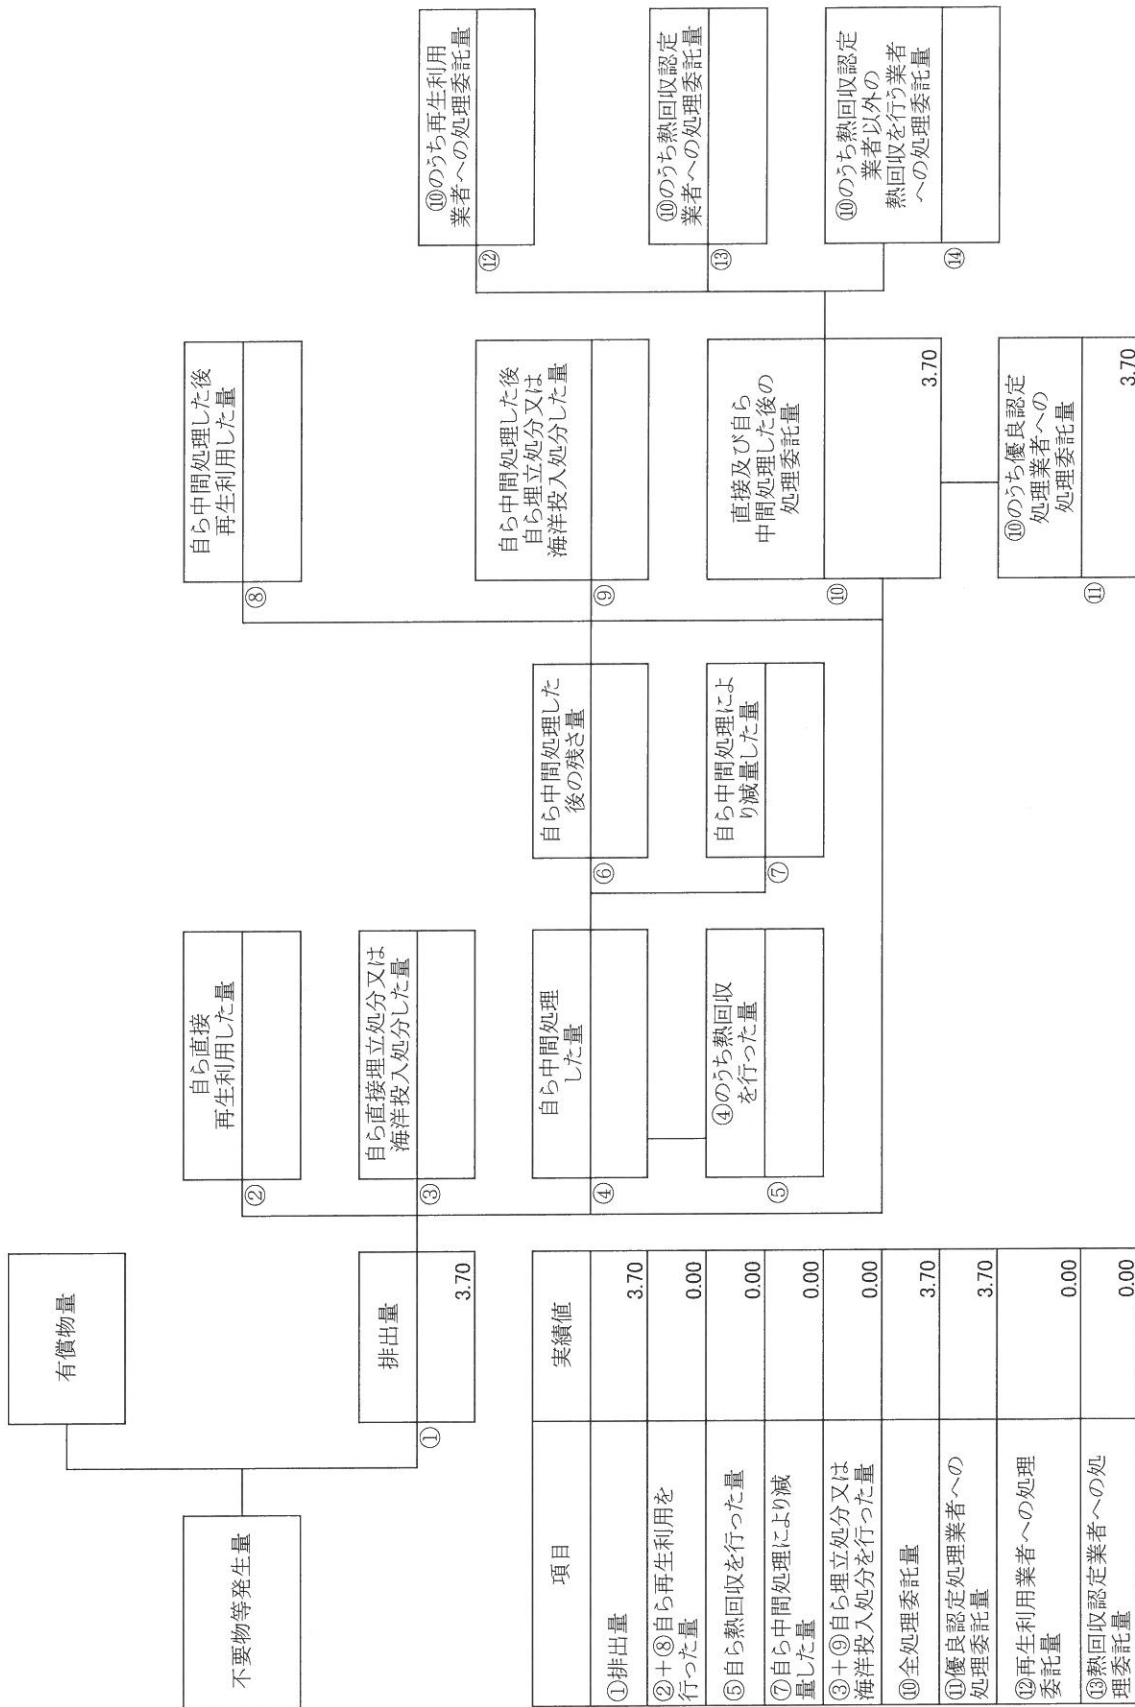 不要物等発生量
有償物量
①
排出量
3.70
②
自ら直接
再生利用した量
③
自ら直接埋立処分又は
海洋投入処分した量
④
自ら中間処理
した量
⑤
④のうち熱回収
を行った量
⑥
自ら中間処理した
後の残さ量
⑦
自ら中間処理によ
り減量した量
⑧
自ら中間処理した後
再生利用した量
⑨
自ら中間処理した後
自ら埋立処分又は
海洋投入処分した量
⑩
直接及び自ら
中間処理した後の
処理委託量
3.70
⑪
⑩のうち優良認定
処理業者への
処理委託量
3.70
⑫
⑩のうち再生利用
業者への処理委託量
⑬
⑩のうち熱回収認定
業者への処理委託量
⑭
⑩のうち熱回収認定
業者以外の
熱回収を行う業者
への処理委託量
項目 実績値
①排出量 3.70
②+⑧自ら再生利用を
行った量 0.00
⑤自ら熱回収を行った量 0.00
⑦自ら中間処理により減
量した量 0.00
③+⑨自ら埋立処分又は
海洋投入処分を行った量 0.00
⑩全処理委託量 3.70
⑪優良認定処理業者への
処理委託量 3.70
⑫再生利用業者への処理
委託量 0.00
⑬熱回収認定業者への処
理委託量 0.00